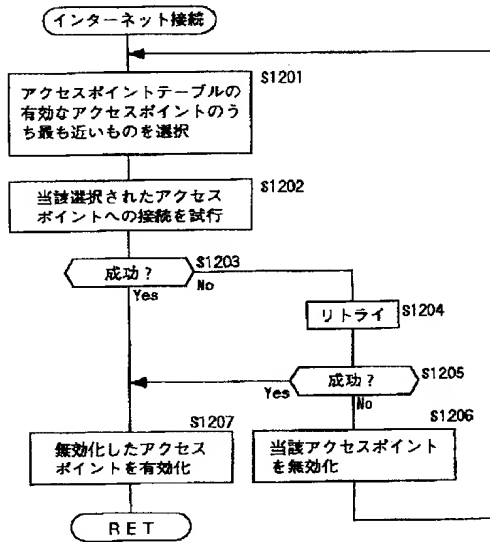 インターネット接続
S1201
アクセスポイントテーブルの
有効なアクセスポイントのう
ち最も近いものを選択
S1202
当該選択されたアクセス
ポイントへの接続を試行
S1203
成功？
No
Yes
リトライ
S1204
成功？
S1205
Yes
No
S1206
当該アクセスポイント
を無効化
S1207
無効化したアクセス
ポイントを有効化
RET